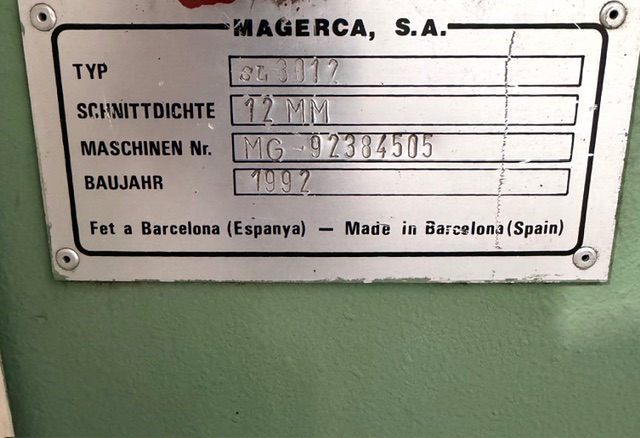 MAGERCA, S.A.
TYP 3012
SCHNITTDICHTE 12 MM
MASCHINEN Nr. MG 92384505
BAUJAHR 1992
Fet a Barcelona (Espanya) — Made in Barcelona (Spain)